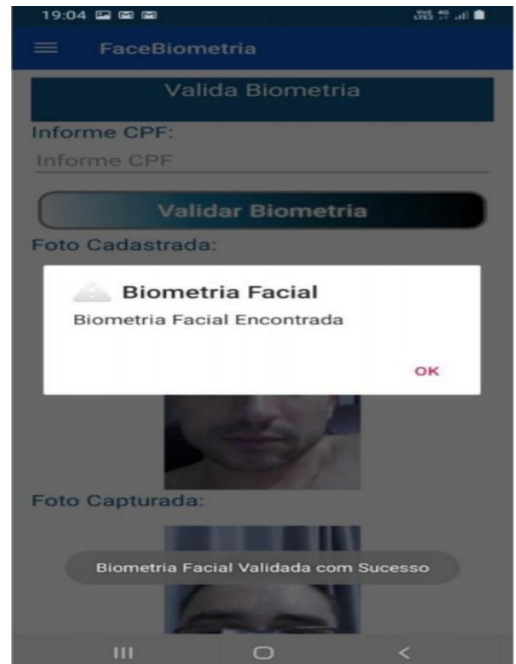 19:04
FaceBiometria
Valida Biometria
Informe CPF:
Informe CPF
Validar Biometria
Foto Cadastrada:
Biometria Facial
Biometria Facial Encontrada
OK
Foto Capturada:
Biometria Facial Validada com Sucesso